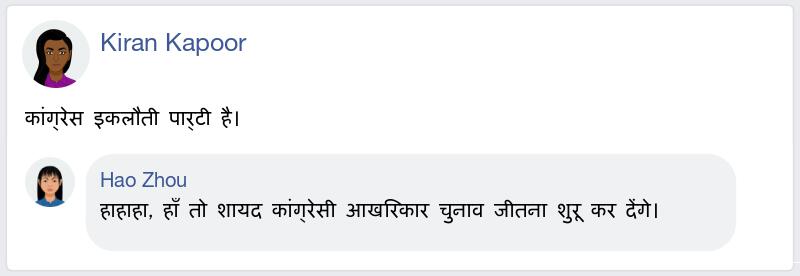 Kiran Kapoor
कांग्रेस इकलौती पार्टी है।
Hao Zhou
हाहाहा, हाँ तो शायद कांग्रेसी आखरिकार चुनाव जीतना शुरू कर देंगे।